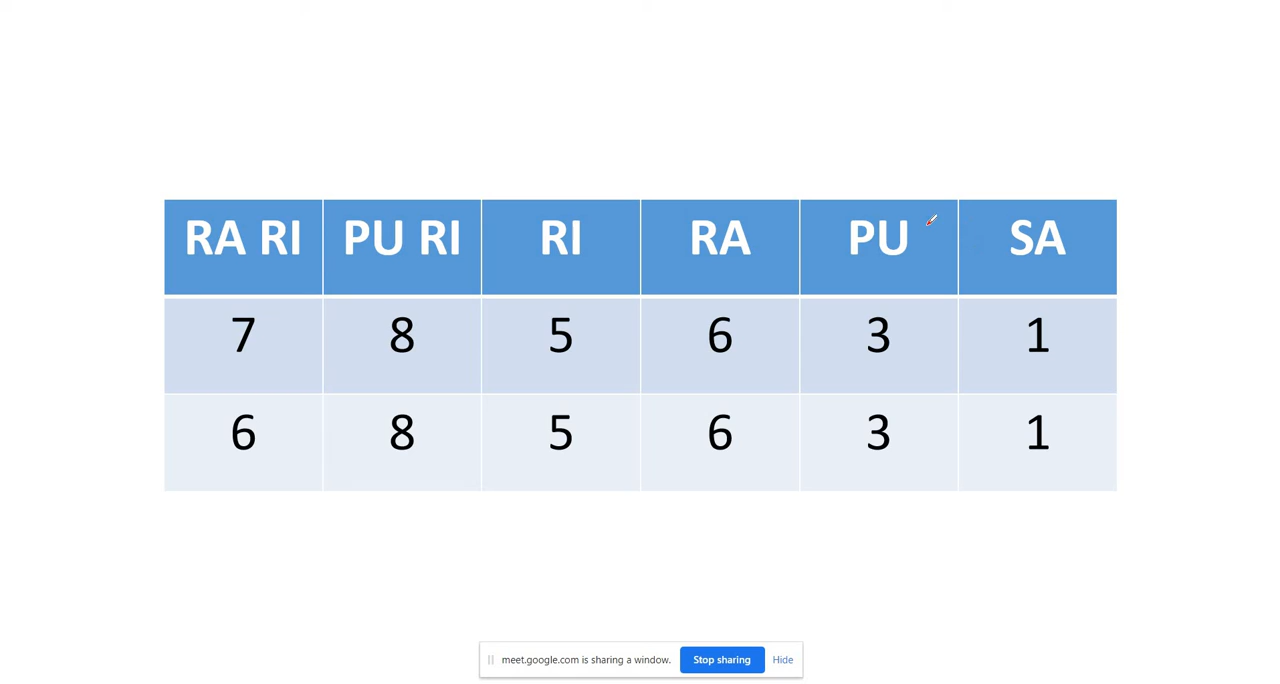 RA RI PU RI RI RA PU SA
7 8 5 6 3 1
6 8 5 6 3 1
meet.google.com is sharing a window. Stop sharing Hide